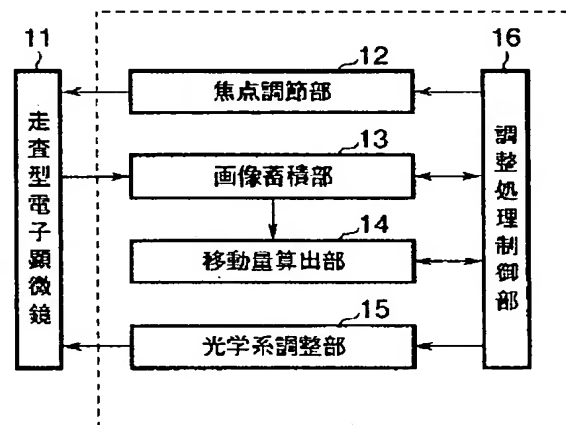 11
走査型電子顕微鏡
12
焦点調節部
13
画像蓄積部
14
移動量算出部
15
光学系調整部
16
調整処理制御部